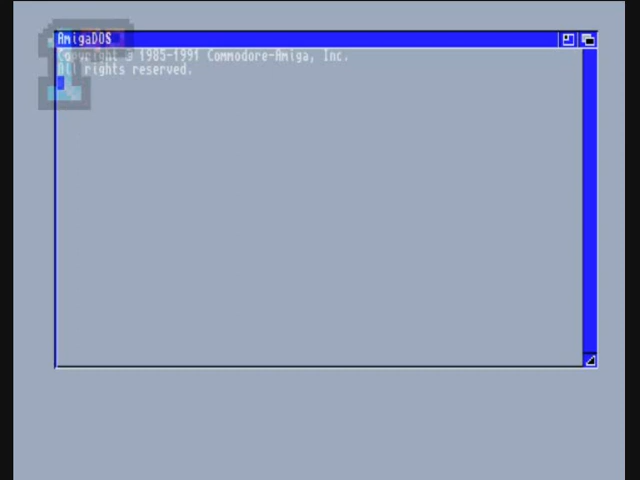 AmigaDOS
Copyright © 1985-1991 Commodore-Amiga, Inc.
All rights reserved.